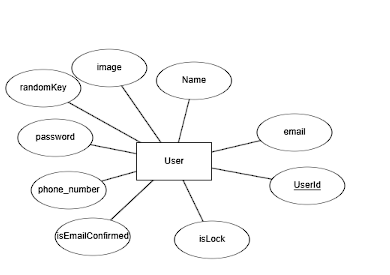 image
Name
randomKey
password
email
User
UserId
phone_number
isEmailConfirmed
isLock